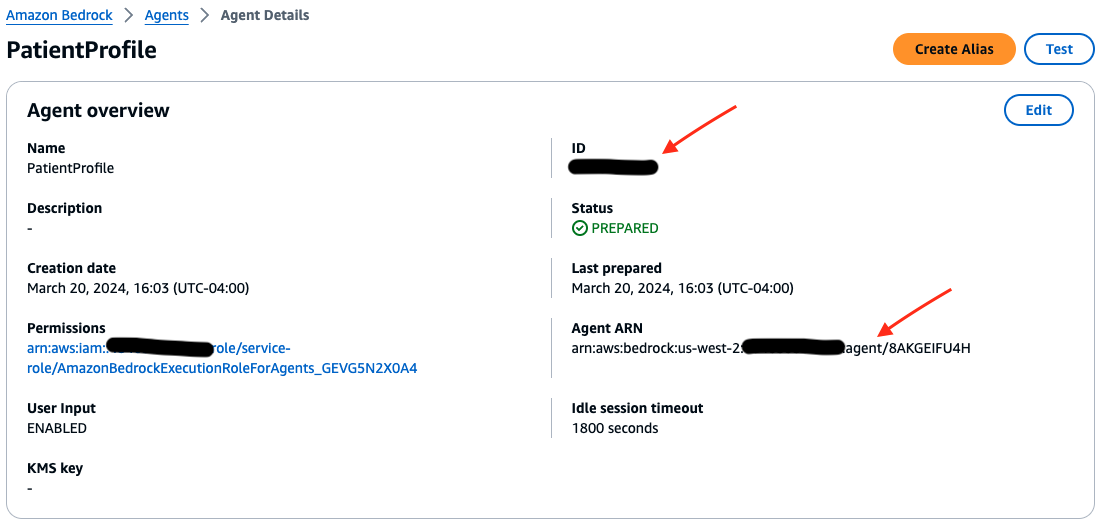 Amazon Bedrock > Agents > Agent Details
PatientProfile
Create Alias
Test
Agent overview
Edit
Name
PatientProfile
ID
Description
-
Status
PREPARED
Creation date
March 20, 2024, 16:03 (UTC-04:00)
Last prepared
March 20, 2024, 16:03 (UTC-04:00)
Permissions
arn:aws:iam: role/service-
role/AmazonBedrockExecutionRoleForAgents_GEVG5N2X0A4
Agent ARN
arn:aws:bedrock:us-west-2: agent/8AKGEIFU4H
User Input
ENABLED
Idle session timeout
1800 seconds
KMS key
-